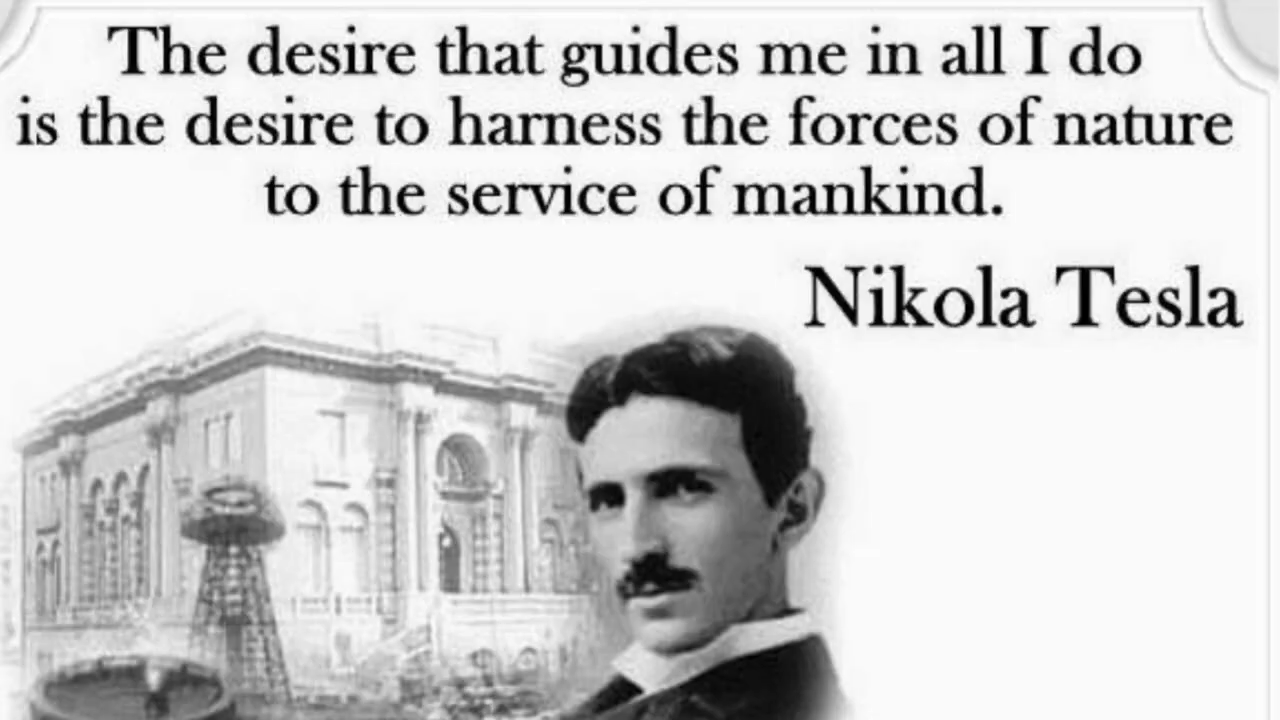 The desire that guides me in all I do
is the desire to harness the forces of nature
to the service of mankind.
Nikola Tesla